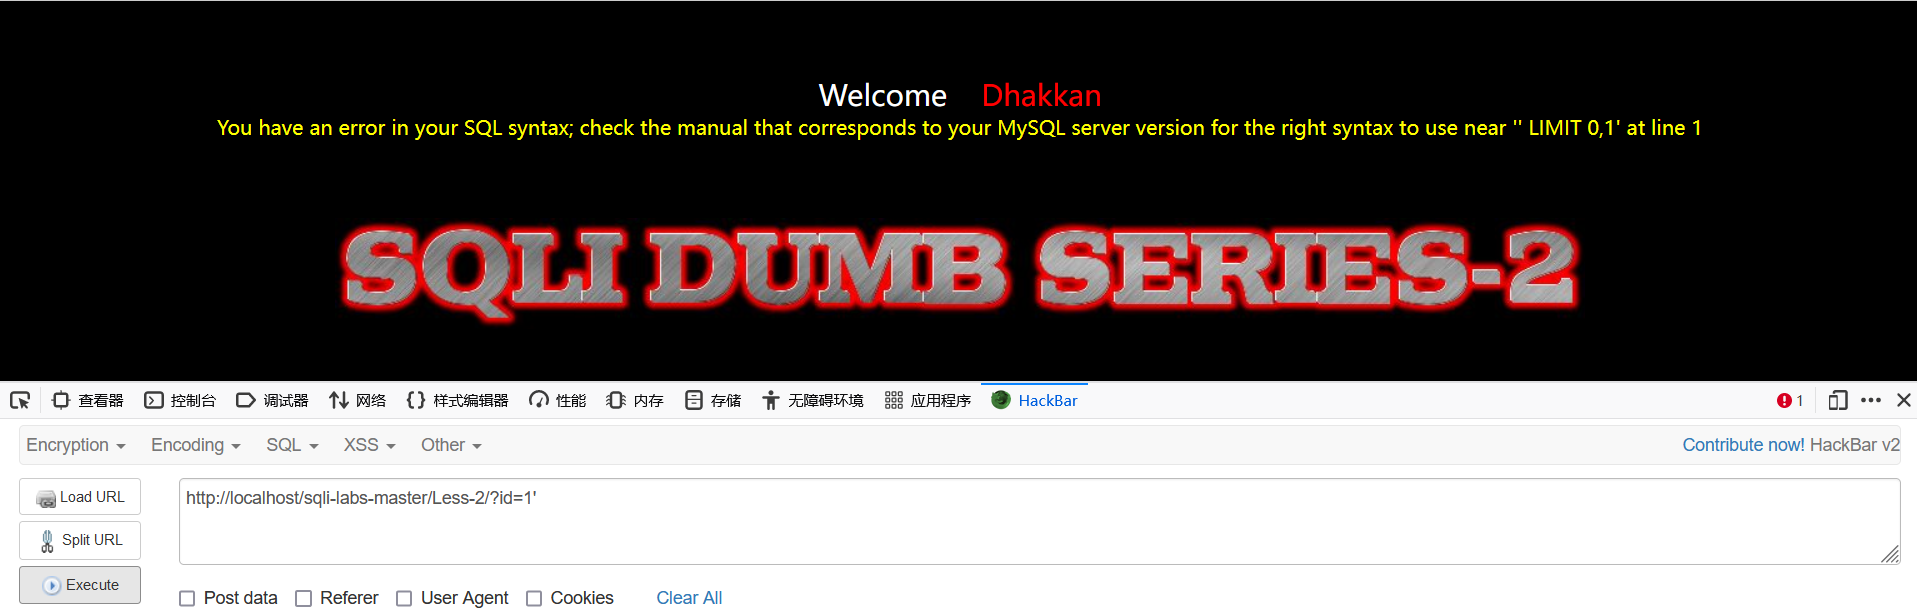 Welcome Dhakkan
You have an error in your SQL syntax; check the manual that corresponds to your MySQL server version for the right syntax to use near '' LIMIT 0,1' at line 1
SQLI DUMB SERIES-2
查看器 控制台 调试器 网络 样式编辑器 性能 内存 存储 无障碍环境 应用程序 HackBar 1
Encryption Encoding SQL XSS Other Contribute now! HackBar v2
Load URL http://localhost/sqli-labs-master/Less-2/?id=1'
Split URL
Execute
Post data Referer User Agent Cookies Clear All